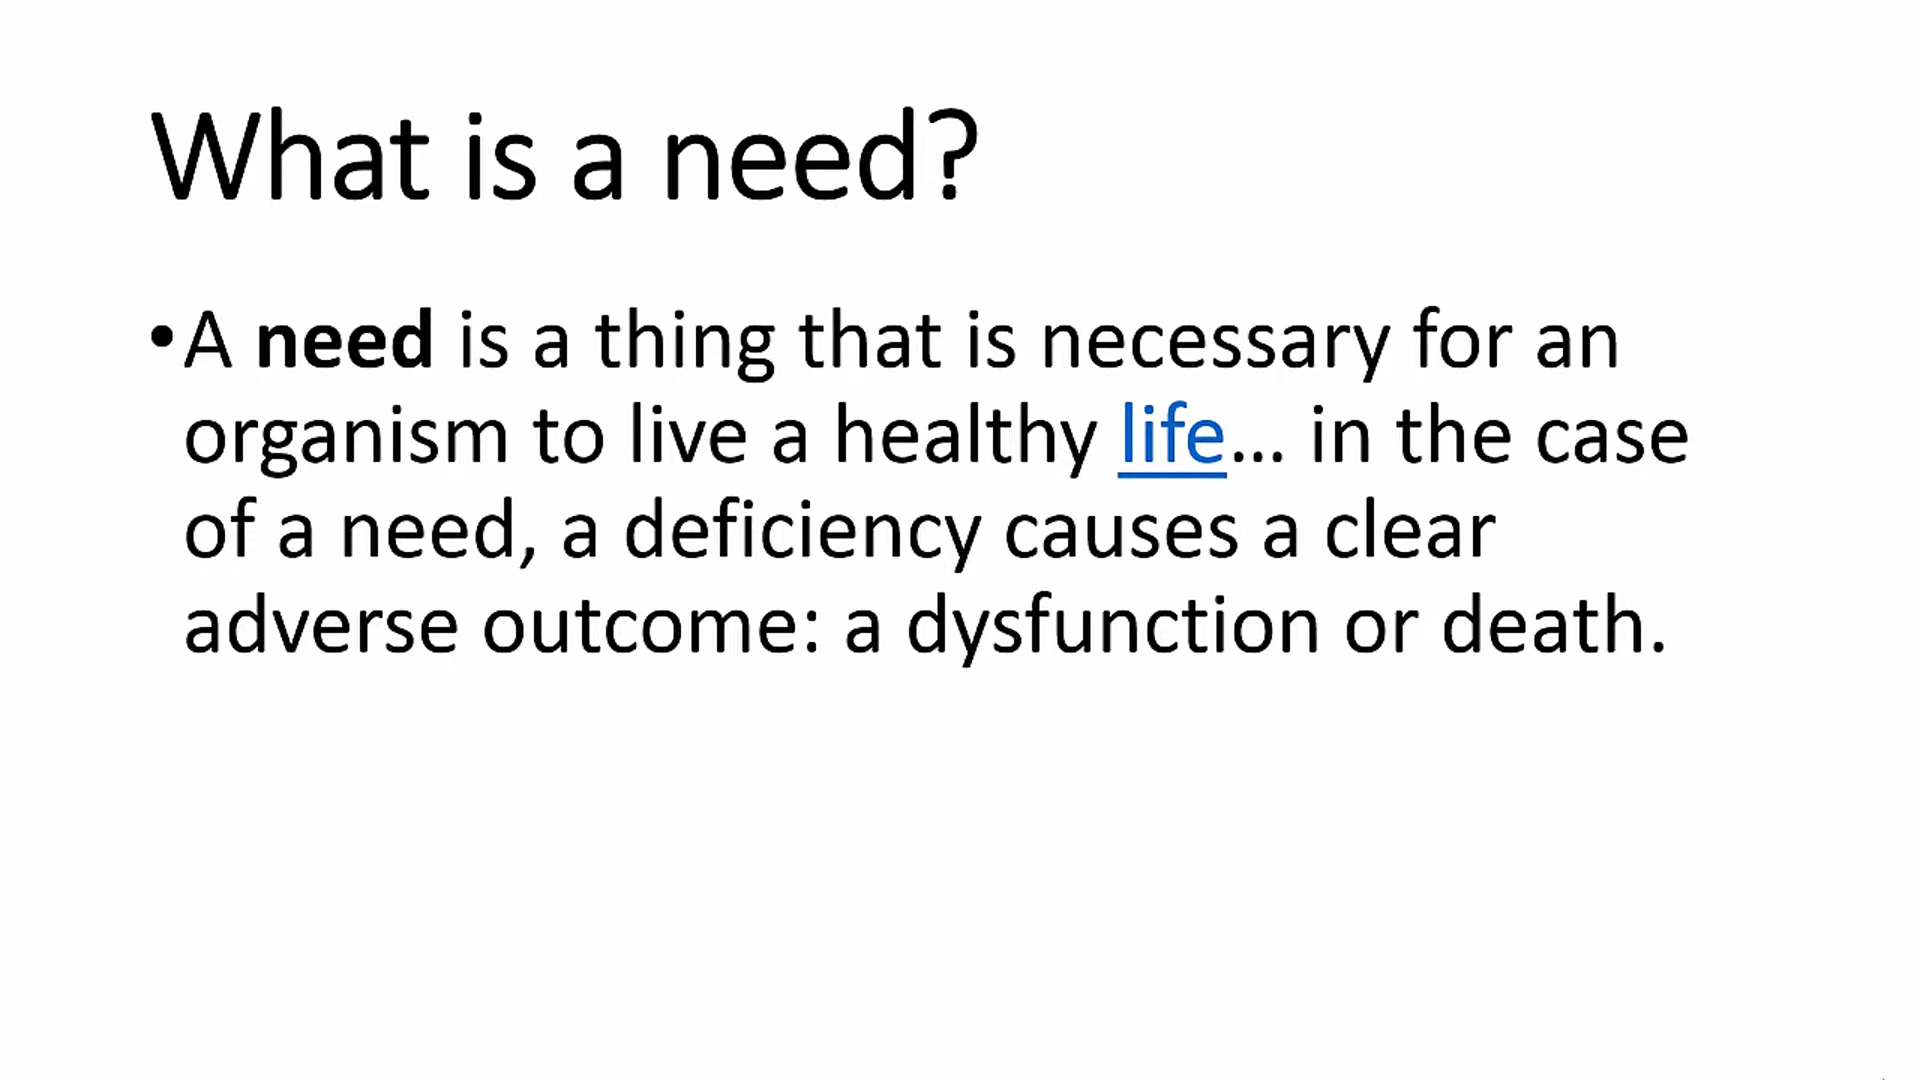 What is a need?
•A need is a thing that is necessary for an
organism to live a healthy life... in the case
of a need, a deficiency causes a clear
adverse outcome: a dysfunction or death.